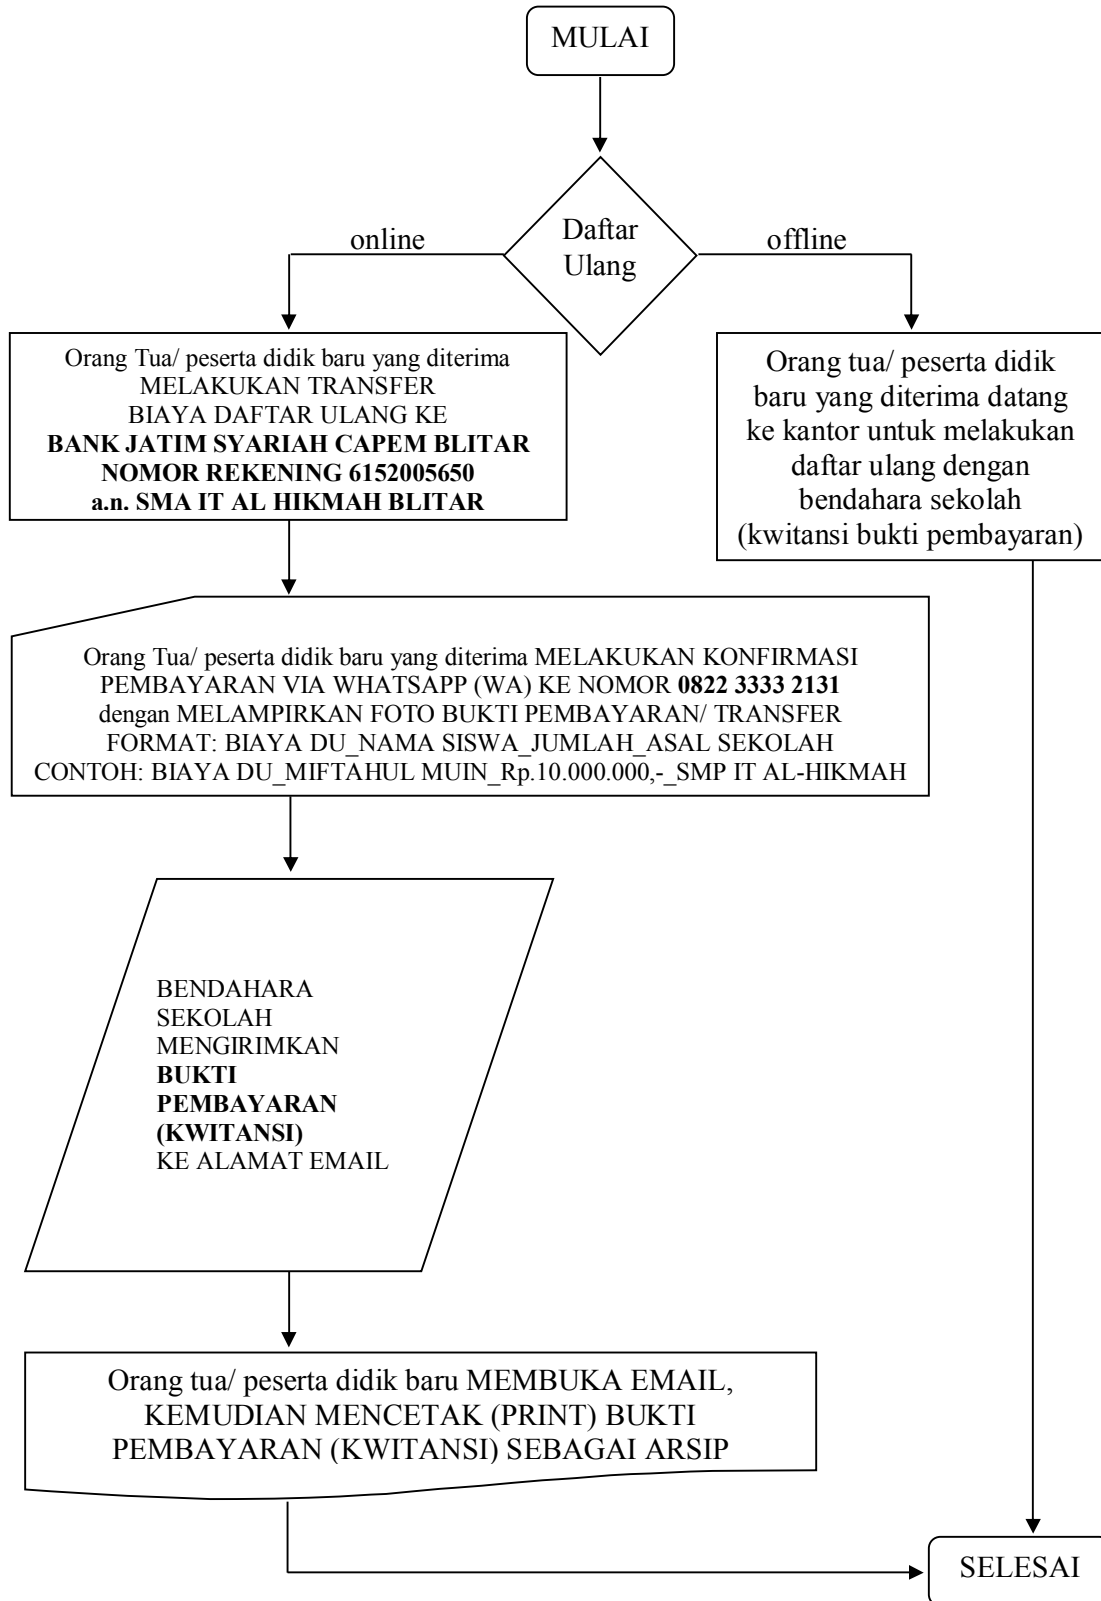 MULAI
Daftar
Ulang
online
offline
Orang Tua/ peserta didik baru yang diterima
MELAKUKAN TRANSFER
BIAYA DAFTAR ULANG KE
BANK JATIM SYARIAH CAPEM BLITAR
NOMOR REKENING 6152005650
a.n. SMA IT AL HIKMAH BLITAR
Orang tua/ peserta didik
baru yang diterima datang
ke kantor untuk melakukan
daftar ulang dengan
bendahara sekolah
(kwitansi bukti pembayaran)
Orang Tua/ peserta didik baru yang diterima MELAKUKAN KONFIRMASI
PEMBAYARAN VIA WHATSAPP (WA) KE NOMOR 0822 3333 2131
dengan MELAMPIRKAN FOTO BUKTI PEMBAYARAN/ TRANSFER
FORMAT: BIAYA DU_NAMA SISWA_JUMLAH_ASAL SEKOLAH
CONTOH: BIAYA DU_MIFTAHUL MUIN_Rp.10.000.000,-_SMP IT AL-HIKMAH
BENDAHARA
SEKOLAH
MENGIRIMKAN
BUKTI
PEMBAYARAN
(KWITANSI)
KE ALAMAT EMAIL
Orang tua/ peserta didik baru MEMBUKA EMAIL,
KEMUDIAN MENCETAK (PRINT) BUKTI
PEMBAYARAN (KWITANSI) SEBAGAI ARSIP
SELESAI